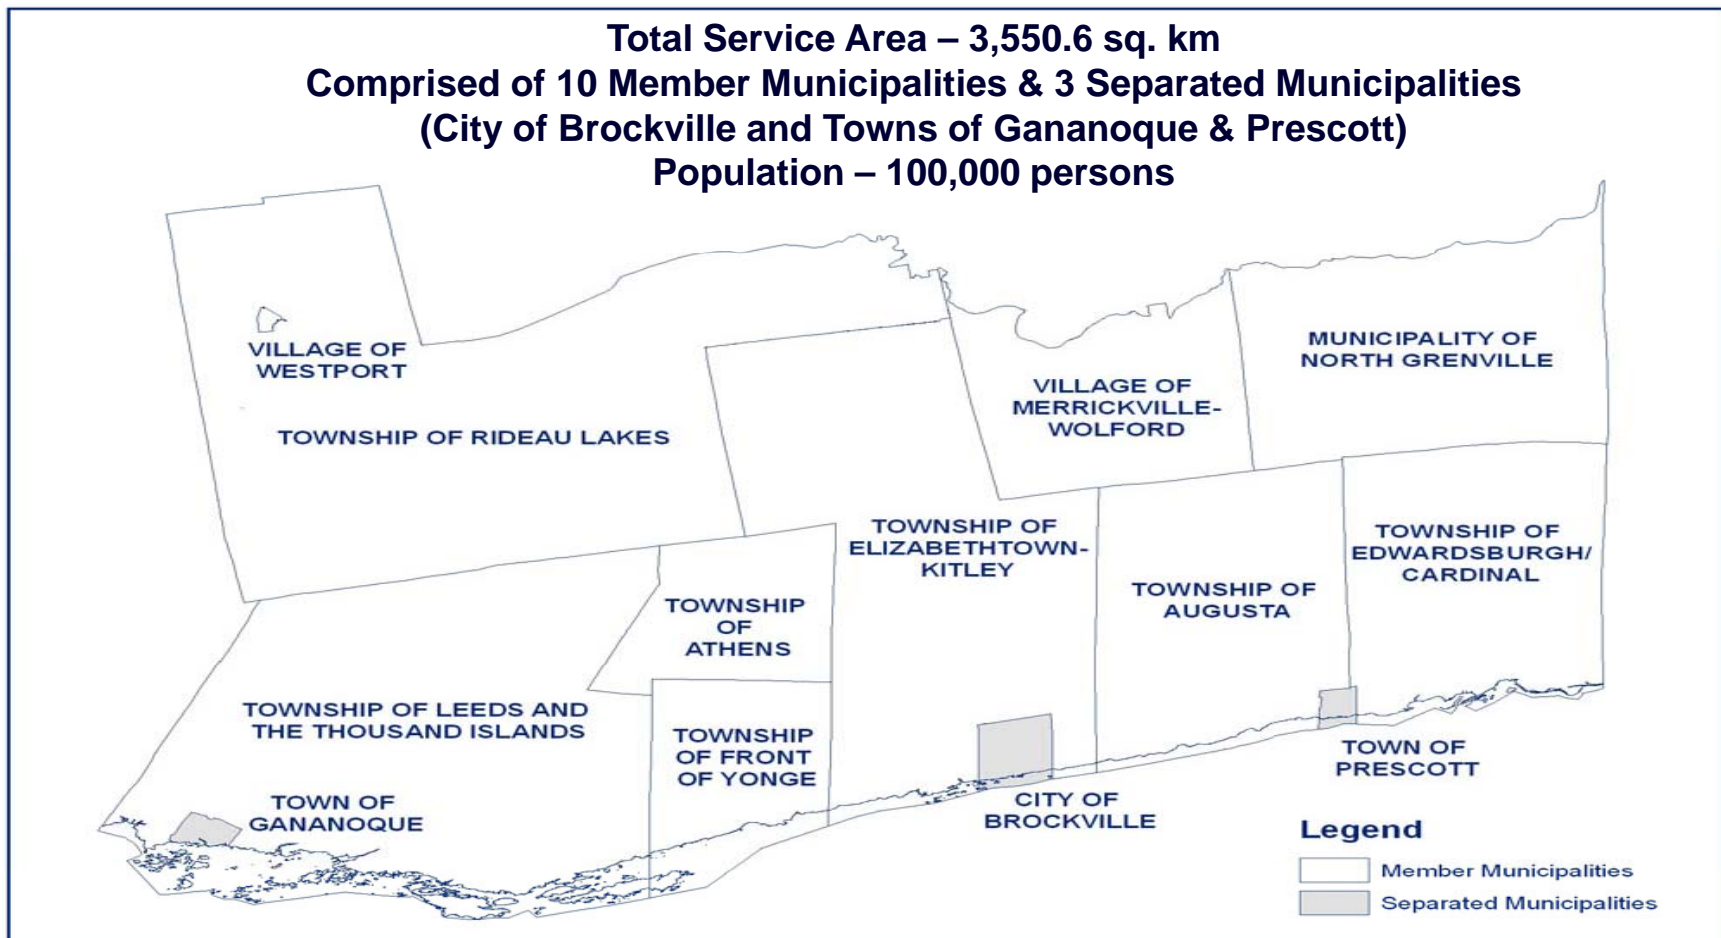 Total Service Area – 3,550.6 sq. km
Comprised of 10 Member Municipalities & 3 Separated Municipalities
(City of Brockville and Towns of Gananoque & Prescott)
Population – 100,000 persons
VILLAGE OF
WESTPORT
TOWNSHIP OF RIDEAU LAKES
MUNICIPALITY OF
NORTH GRENVILLE
VILLAGE OF
MERRICKVILLE-
WOLFORD
TOWNSHIP OF
ELIZABETHTOWN-
KITLEY
TOWNSHIP OF
EDWARDSBURGH/
CARDINAL
TOWNSHIP OF
AUGUSTA
TOWNSHIP
OF
ATHENS
TOWNSHIP OF LEEDS AND
THE THOUSAND ISLANDS
TOWNSHIP
OF FRONT
OF YONGE
TOWN OF
GANANOQUE
CITY OF
BROCKVILLE
TOWN OF
PRESCOTT
Legend
Member Municipalities
Separated Municipalities